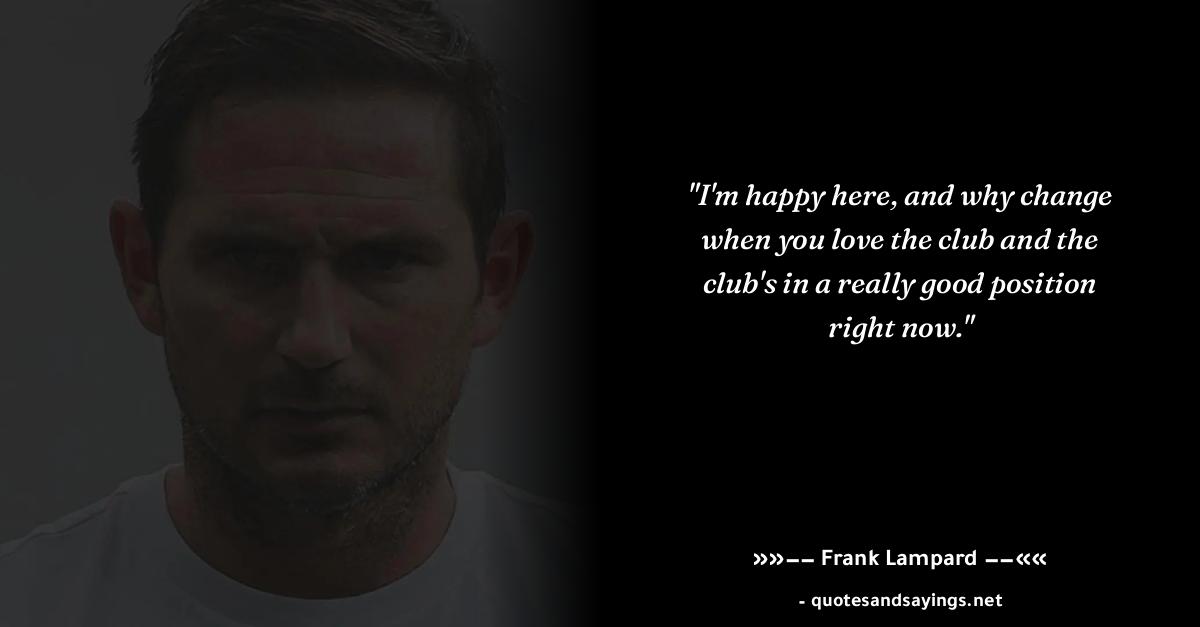 "I'm happy here, and why change
when you love the club and the
club's in a really good position
right now."
»»–– Frank Lampard ––««
- quotesandsayings.net